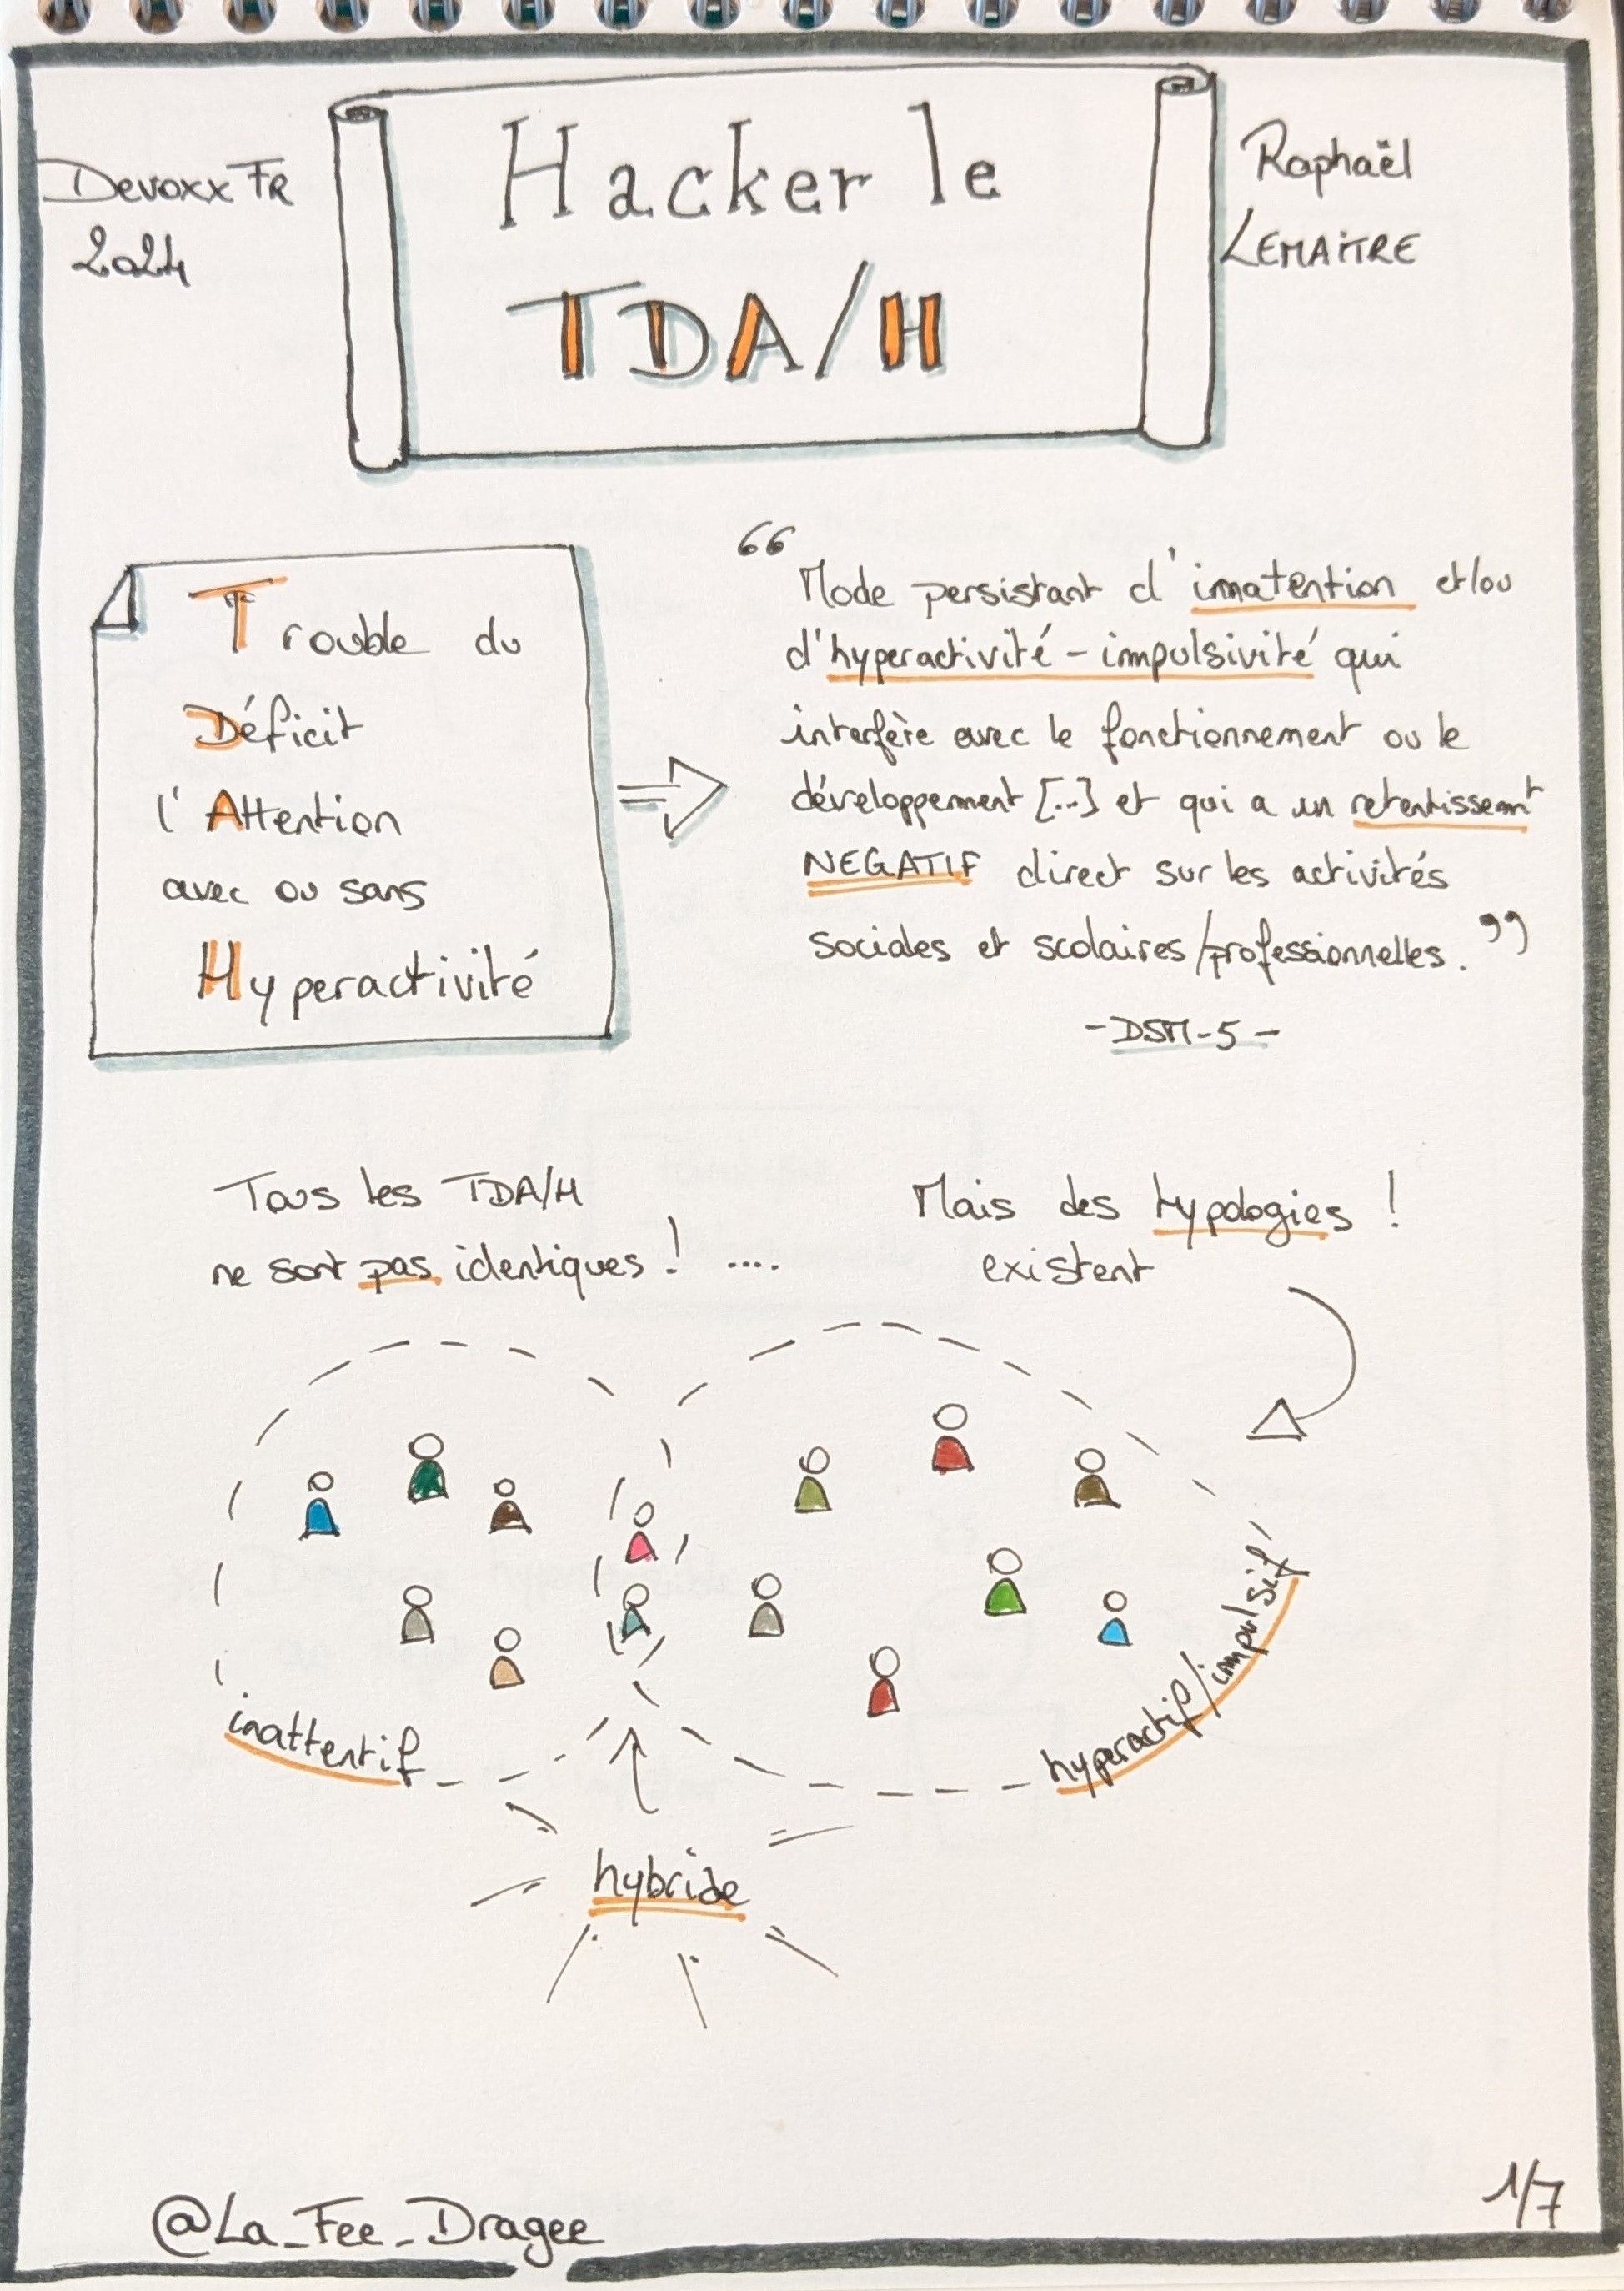 Devoxx FR
2024
Hacker le
TDA/H
Raphaël
LEMAITRE
Trouble du
Déficit
l'Attention
avec ou sans
Hyperactivité
“ Mode persistant d'innatention et/ou
d'hyperactivité - impulsivité qui
interfère avec le fonctionnement ou le
développement [...] et qui a un retentissemnt
NEGATIF direct sur les activités
sociales et scolaires/professionnelles. ”
- DSM-5 -
Tous les TDA/H
ne sont pas identiques ! ....
Mais des typologies !
existent
inattentif
hyperactif/impulsif
hybride
@La_Fee_Dragee
1/7